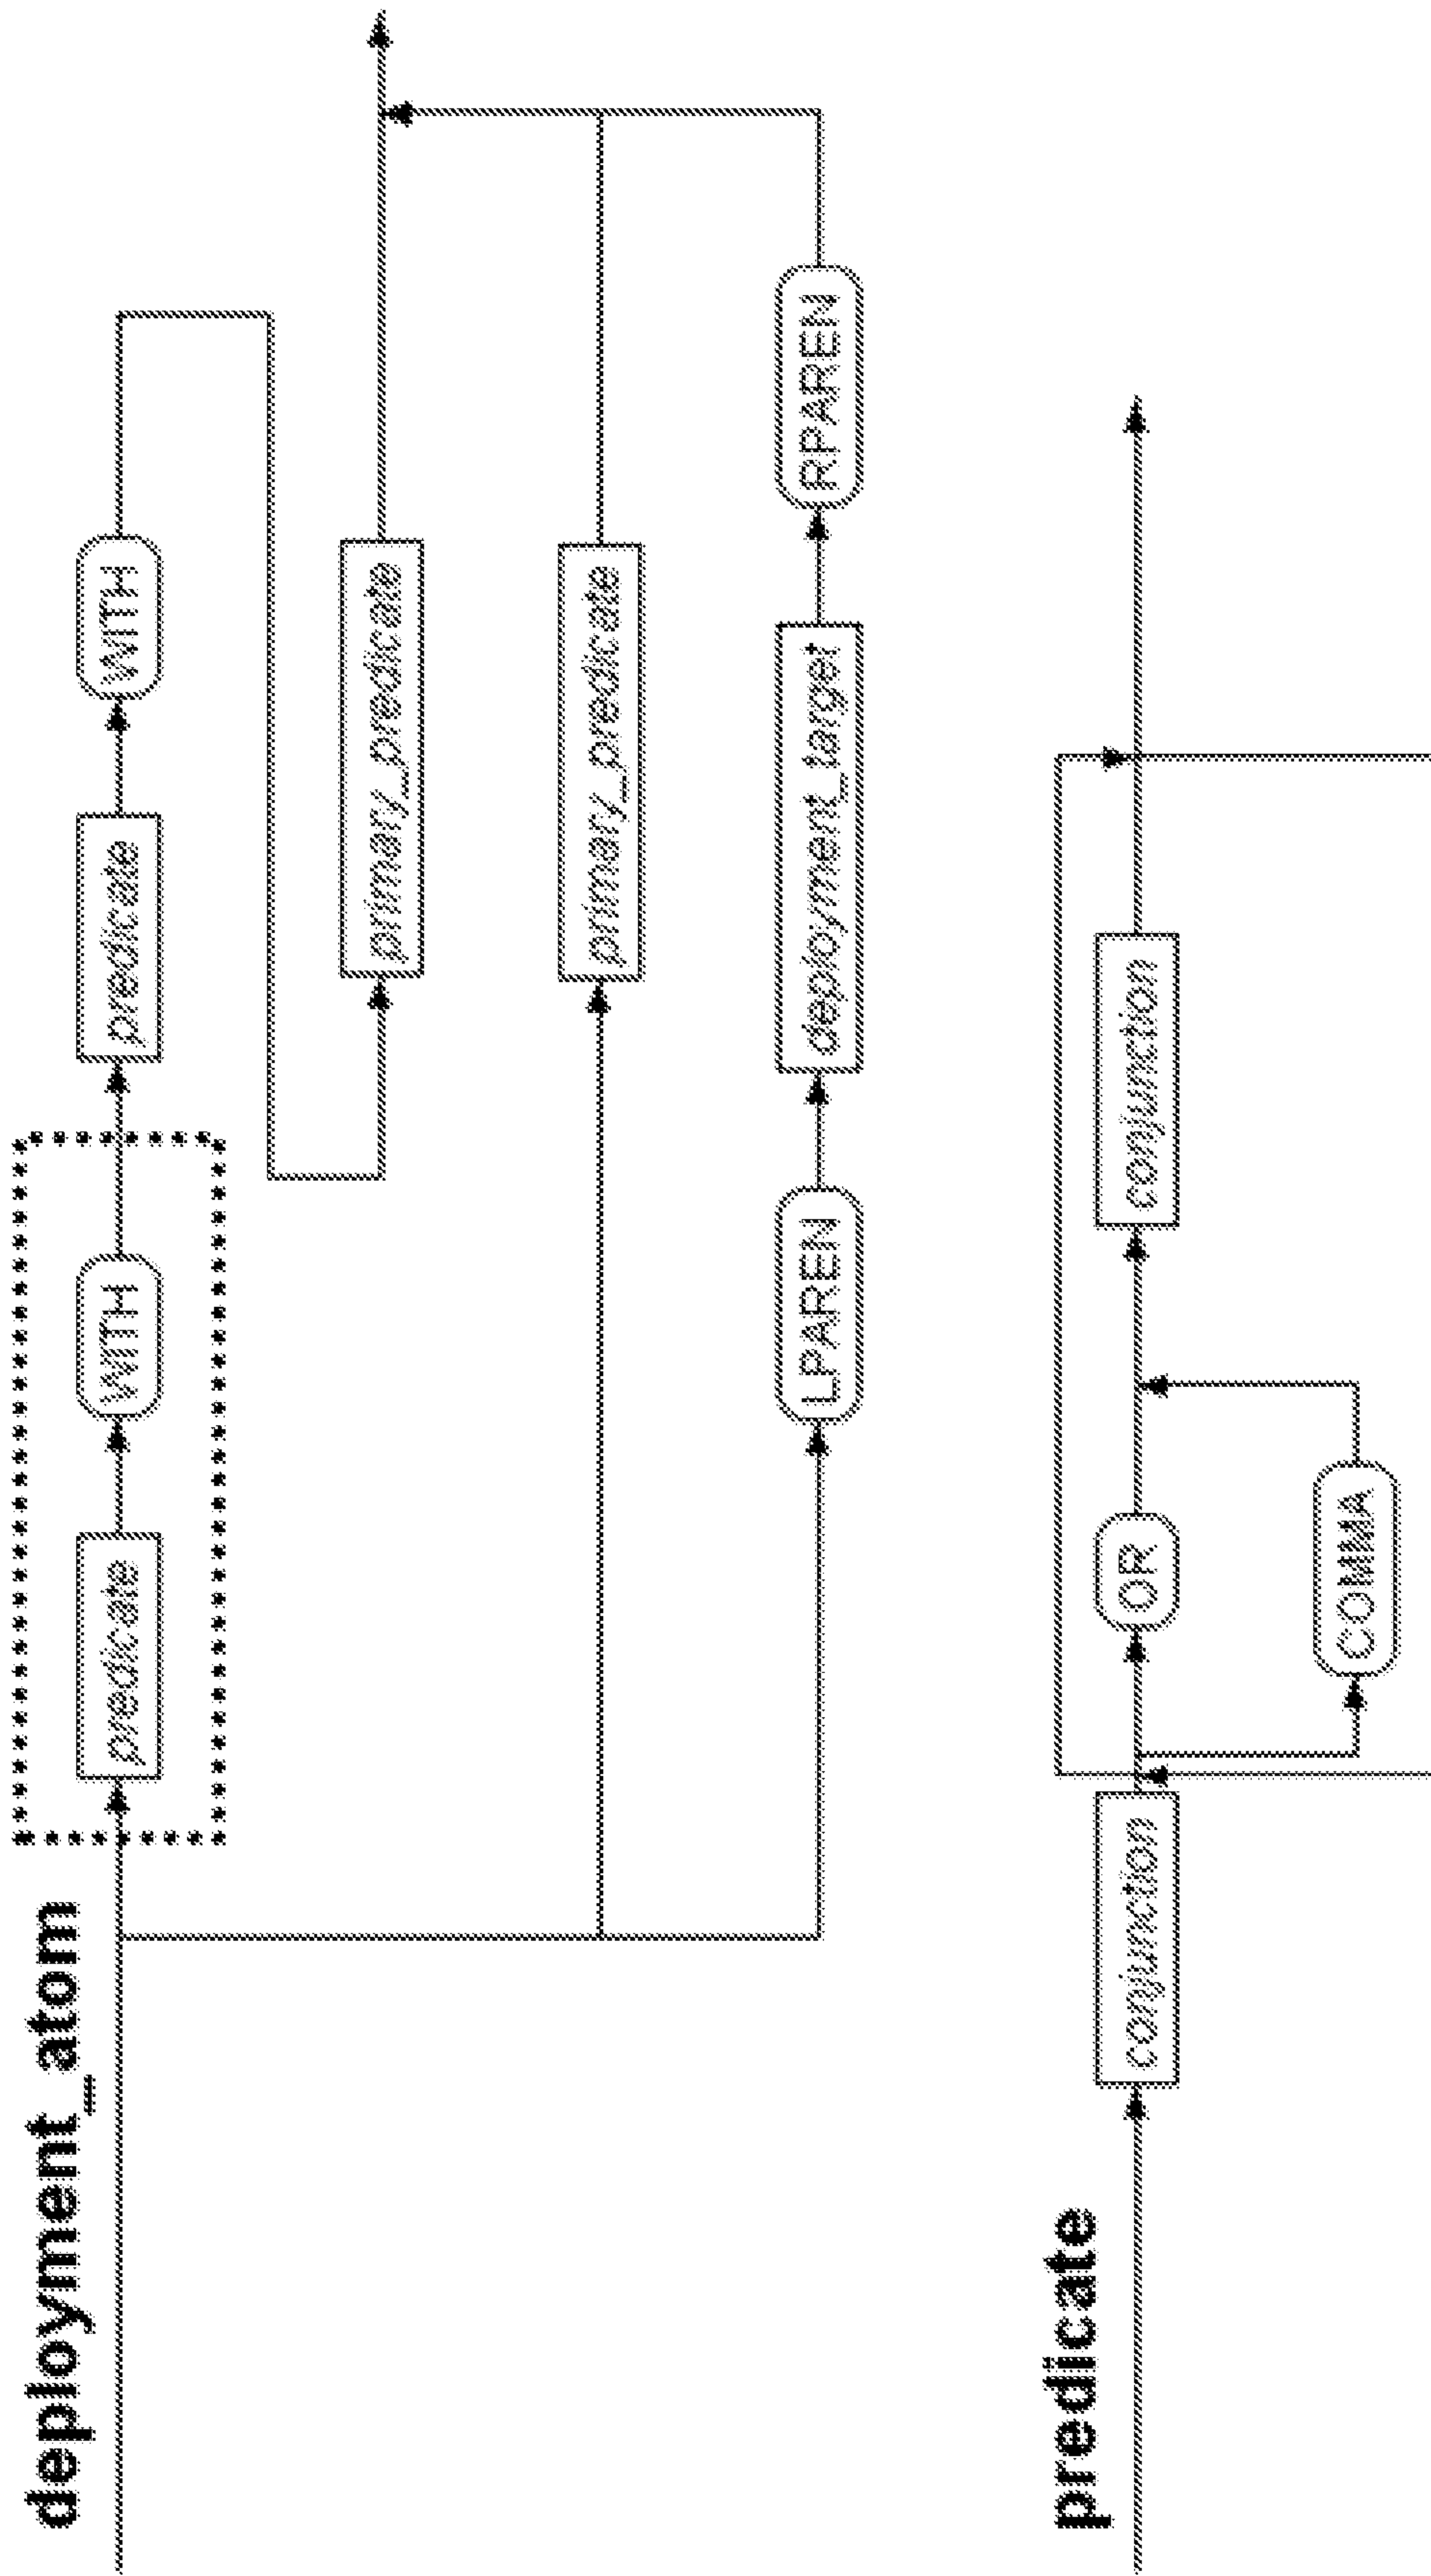 deployment_atom
predicate
WITH
predicate
WITH
primary_predicate
primary_predicate
LPAREN
deployment_target
RPAREN
predicate
conjunction
OR
conjunction
COMMA